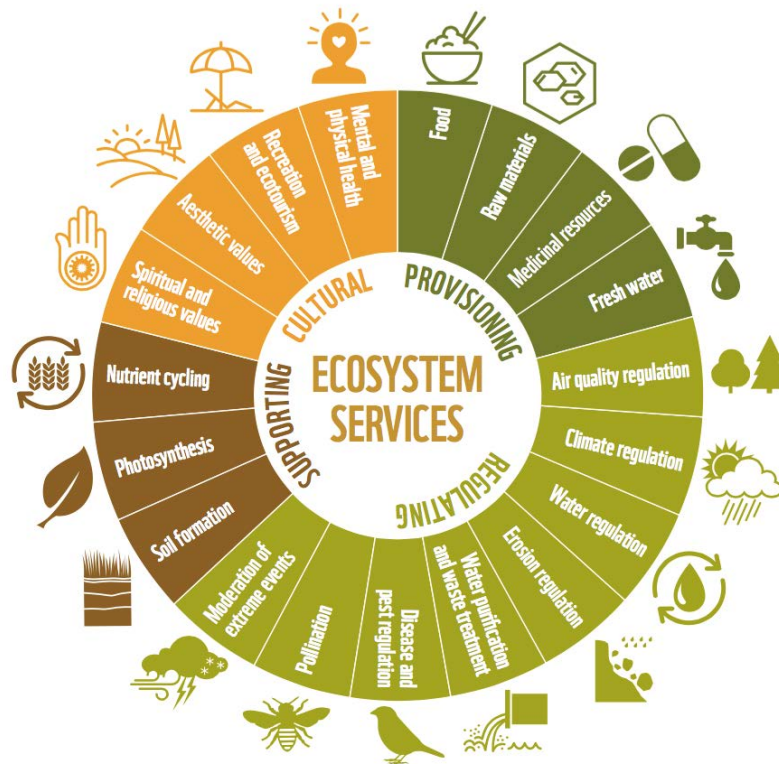 ECOSYSTEM
SERVICES
PROVISIONING
Food
Raw materials
Medicinal resources
Fresh water
REGULATING
Air quality regulation
Climate regulation
Water regulation
Erosion regulation
Water purification
and waste treatment
Disease and
pest regulation
Pollination
Moderation of
extreme events
SUPPORTING
Soil formation
Photosynthesis
Nutrient cycling
CULTURAL
Spiritual and
religious values
Aesthetic values
Recreation
and ecotourism
Mental and
physical health